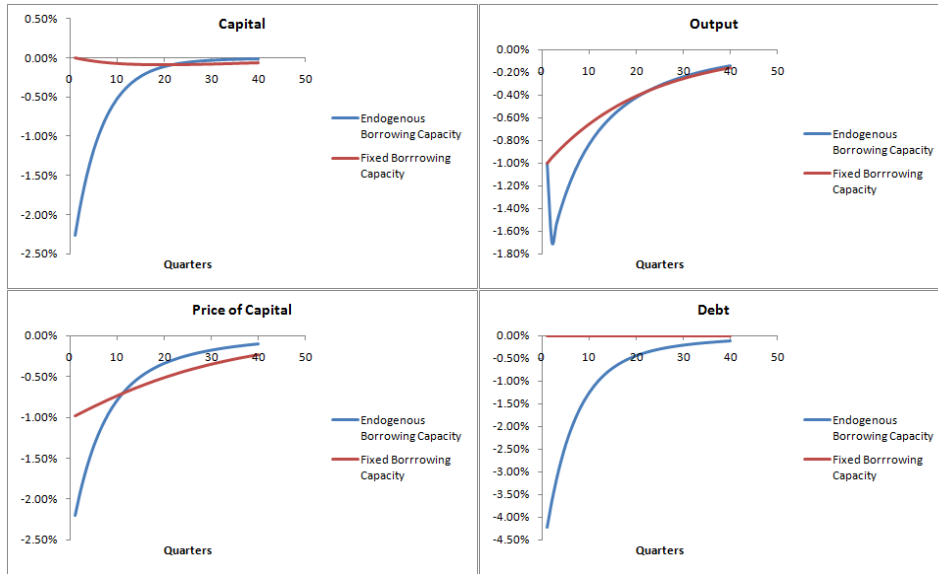 Capital
0.50%
0.00%
-0.50%
-1.00%
-1.50%
-2.00%
-2.50%
0 10 20 30 40 50
Quarters
Endogenous
Borrowing Capacity
Fixed Borrrowing
Capacity
Output
0.00%
-0.20%
-0.40%
-0.60%
-0.80%
-1.00%
-1.20%
-1.40%
-1.60%
-1.80%
0 10 20 30 40 50
Quarters
Endogenous
Borrowing Capacity
Fixed Borrrowing
Capacity
Price of Capital
0.00%
-0.50%
-1.00%
-1.50%
-2.00%
-2.50%
0 10 20 30 40 50
Quarters
Endogenous
Borrowing Capacity
Fixed Borrrowing
Capacity
Debt
0.00%
-0.50%
-1.00%
-1.50%
-2.00%
-2.50%
-3.00%
-3.50%
-4.00%
-4.50%
0 10 20 30 40 50
Quarters
Endogenous
Borrowing Capacity
Fixed Borrrowing
Capacity